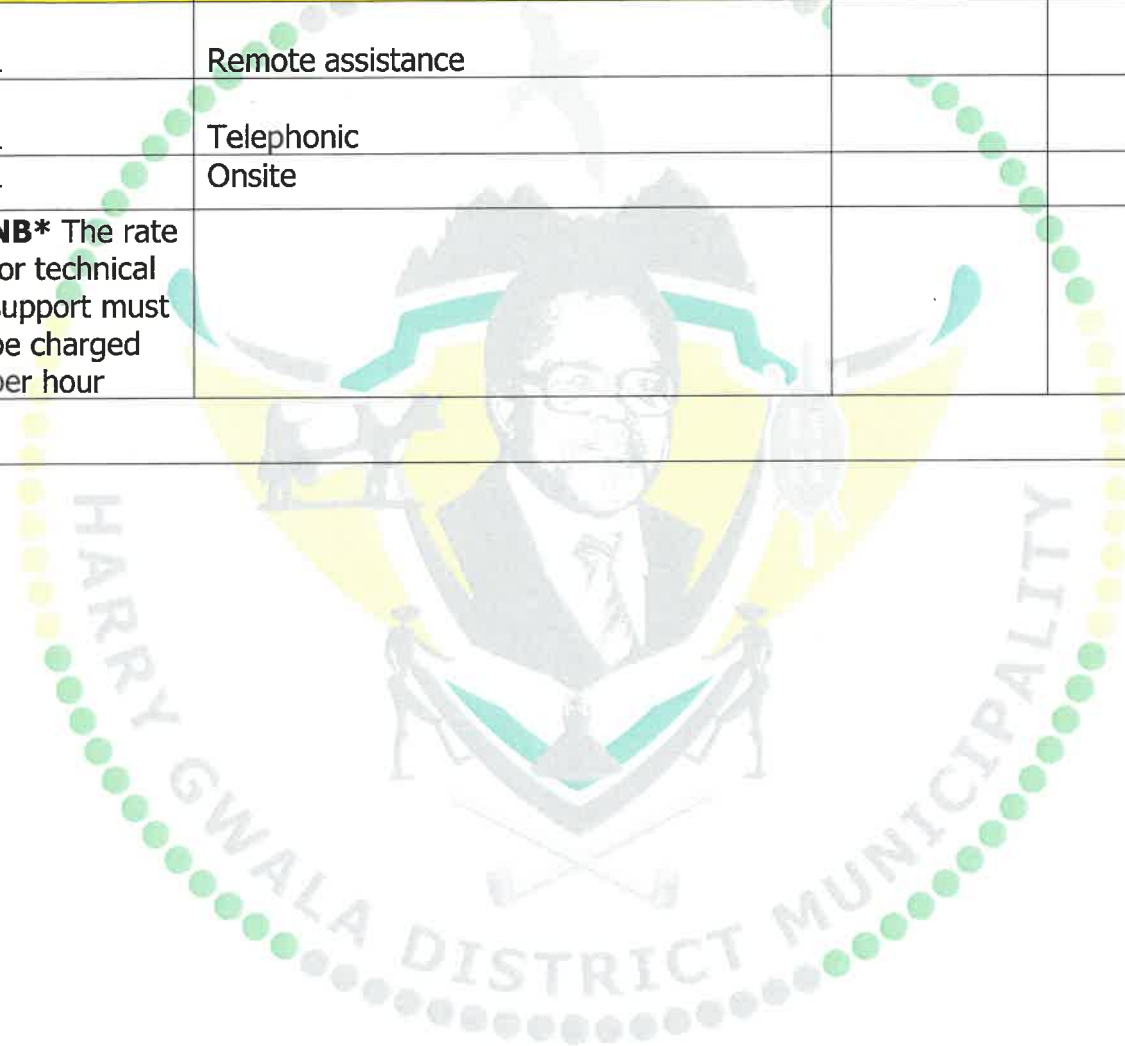 Remote assistance
Telephonic
Onsite
NB* The rate
or technical
support must
be charged
per hour
HARRY GWALA DISTRICT MUNICIPALITY